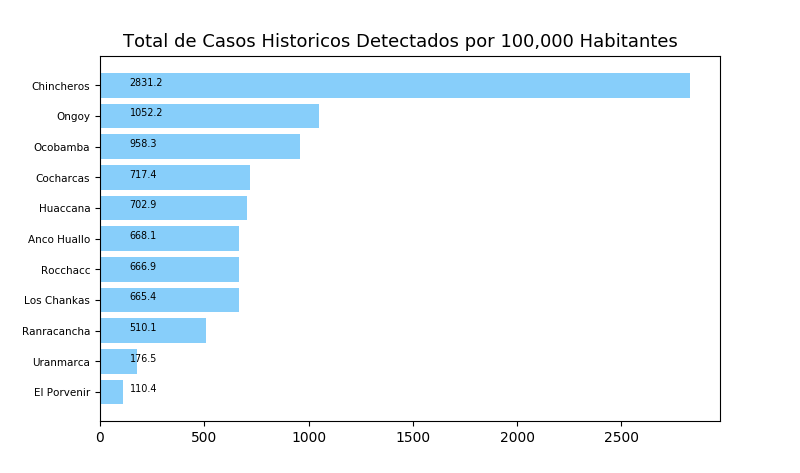 Total de Casos Historicos Detectados por 100,000 Habitantes
Chincheros 2831.2
Ongoy 1052.2
Ocobamba 958.3
Cocharcas 717.4
Huaccana 702.9
Anco Huallo 668.1
Rocchacc 666.9
Los Chankas 665.4
Ranracancha 510.1
Uranmarca 176.5
El Porvenir 110.4
0 500 1000 1500 2000 2500